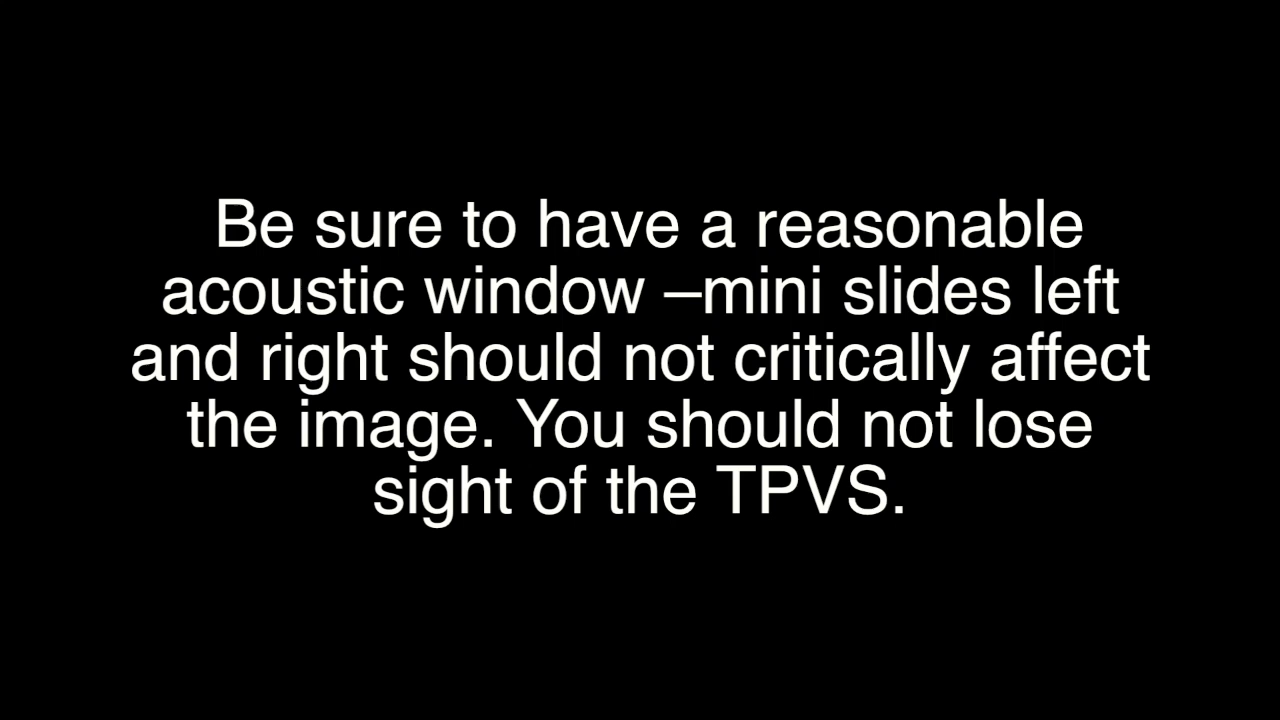 Be sure to have a reasonable
acoustic window –mini slides left
and right should not critically affect
the image. You should not lose
sight of the TPVS.